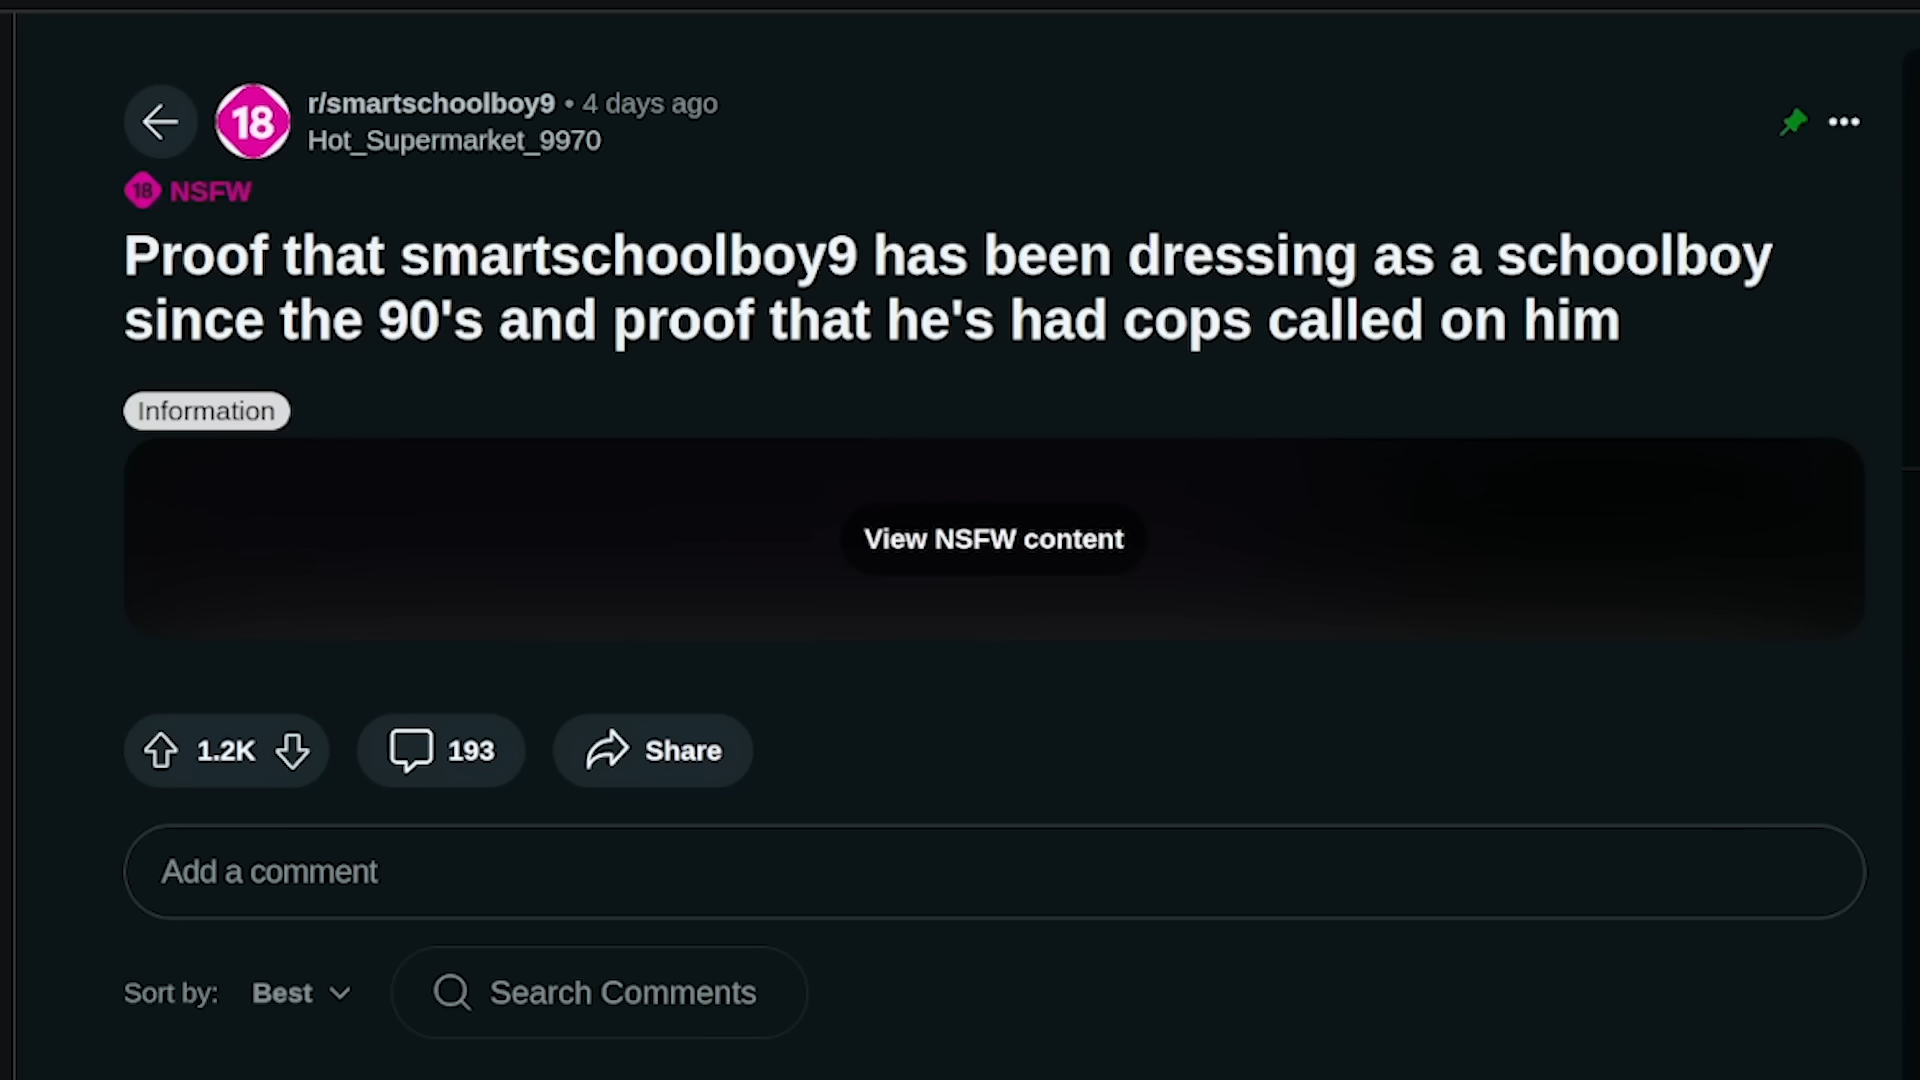 r/smartschoolboy9 • 4 days ago
18
Hot_Supermarket_9970
18 NSFW
Proof that smartschoolboy9 has been dressing as a schoolboy
since the 90's and proof that he's had cops called on him
Information
View NSFW content
1.2K 193 Share
Add a comment
Sort by: Best Search Comments